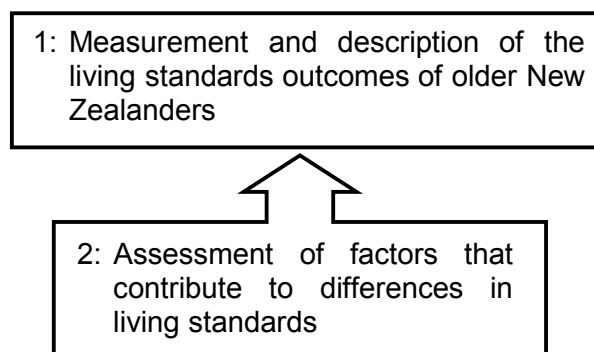 1: Measurement and description of the
living standards outcomes of older New
Zealanders
2: Assessment of factors that
contribute to differences in
living standards